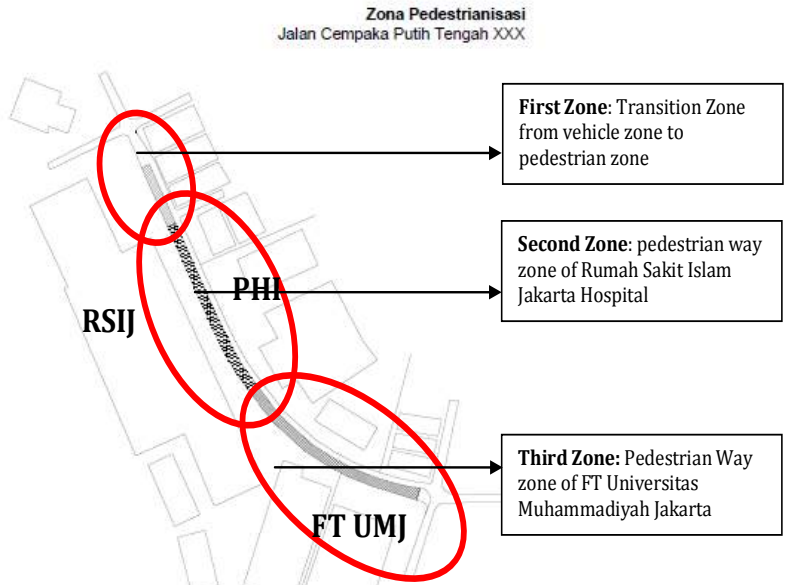 Zona Pedestrianisasi
Jalan Cempaka Putih Tengah XXX
First Zone: Transition Zone
from vehicle zone to
pedestrian zone
Second Zone: pedestrian way
zone of Rumah Sakit Islam
Jakarta Hospital
PHI
RSIJ
Third Zone: Pedestrian Way
zone of FT Universitas
Muhammadiyah Jakarta
FT UMJ